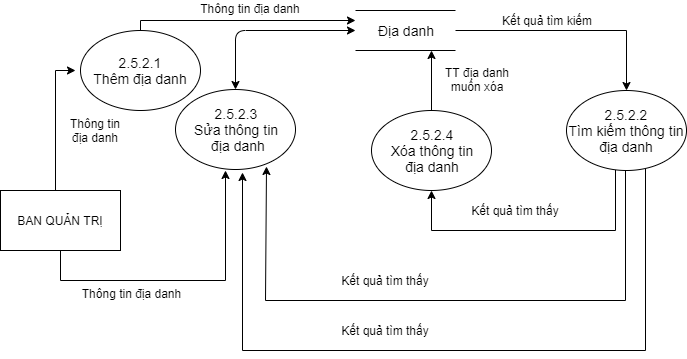 Thông tin địa danh
Địa danh
Kết quả tìm kiếm
2.5.2.1
Thêm địa danh
TT địa danh
muốn xóa
2.5.2.3
Sửa thông tin
địa danh
2.5.2.4
Xóa thông tin
địa danh
2.5.2.2
Tìm kiếm thông tin
địa danh
Thông tin
địa danh
BAN QUẢN TRỊ
Kết quả tìm thấy
Thông tin địa danh
Kết quả tìm thấy
Kết quả tìm thấy